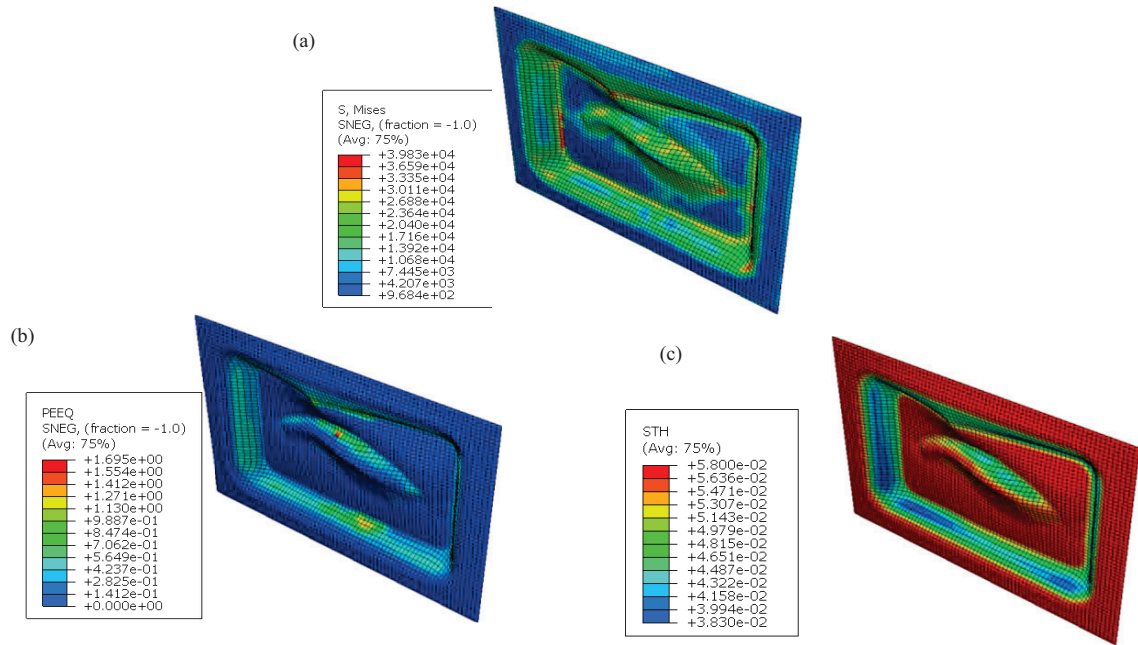 (a)
S, Mises
SNEG, (fraction = -1.0)
(Avg: 75%)
+3.983e+04
+3.659e+04
+3.335e+04
+3.011e+04
+2.688e+04
+2.364e+04
+2.040e+04
+1.716e+04
+1.392e+04
+1.068e+04
+7.445e+03
+4.207e+03
+9.684e+02
(b)
PEEQ
SNEG, (fraction = -1.0)
(Avg: 75%)
+1.695e+00
+1.554e+00
+1.412e+00
+1.271e+00
+1.130e+00
+9.887e-01
+8.474e-01
+7.062e-01
+5.649e-01
+4.237e-01
+2.825e-01
+1.412e-01
+0.000e+00
(c)
STH
(Avg: 75%)
+5.800e-02
+5.636e-02
+5.471e-02
+5.307e-02
+5.143e-02
+4.979e-02
+4.815e-02
+4.651e-02
+4.487e-02
+4.322e-02
+4.158e-02
+3.994e-02
+3.830e-02